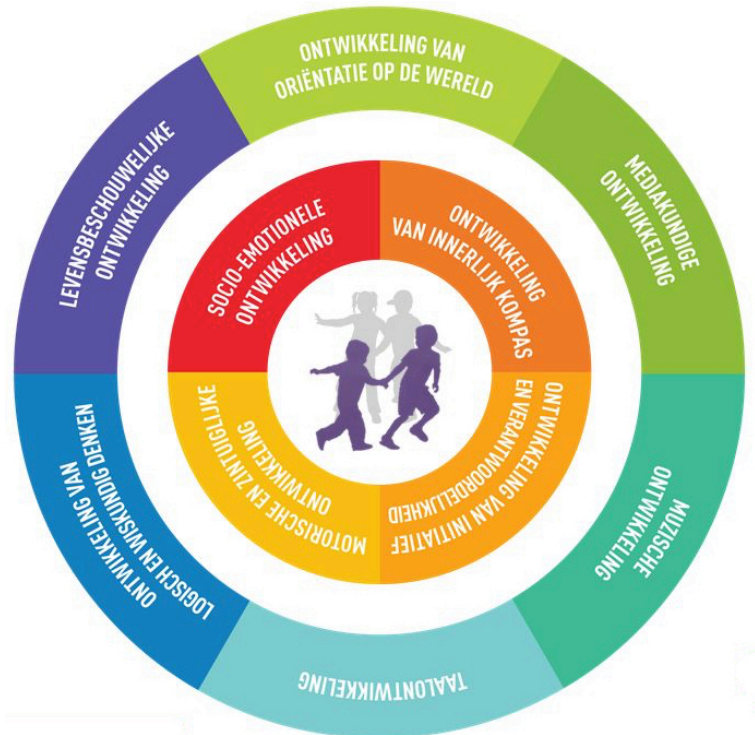 ONTWIKKELING VAN
ORIËNTATIE OP DE WERELD
MEDIAKUNDIGE
ONTWIKKELING
MUZISCHE
ONTWIKKELING
TAALONTWIKKELING
ONTWIKKELING VAN
LOGISCH EN WISKUNDIG DENKEN
LEVENSBESCHOUWELIJKE
ONTWIKKELING
SOCIO-EMOTIONELE
ONTWIKKELING
ONTWIKKELING
VAN INNERLIJK KOMPAS
ONTWIKKELING VAN INITIATIEF
EN VERANTWOORDELIJKHEID
MOTORISCHE EN ZINTUIGLIJKE
ONTWIKKELING